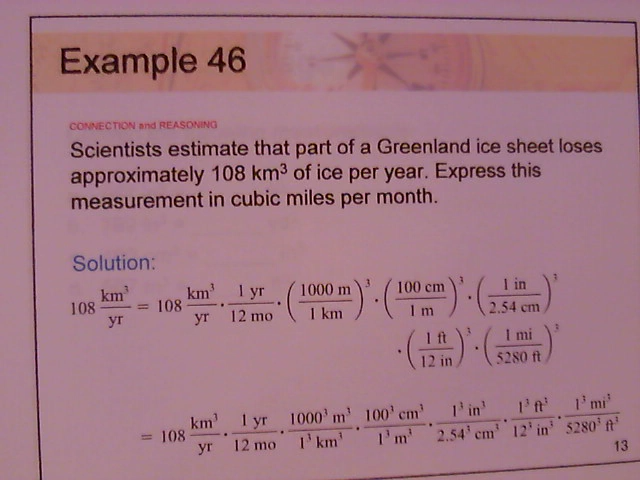 Example 46
CONNECTION and REASONING
Scientists estimate that part of a Greenland ice sheet loses
approximately 108 km³ of ice per year. Express this
measurement in cubic miles per month.
Solution:
108 km³/yr = 108 km³/yr · 1 yr/12 mo · (1000 m/1 km)³ · (100 cm/1 m)³ · (1 in/2.54 cm)³
· (1 ft/12 in)³ · (1 mi/5280 ft)³
= 108 km³/yr · 1 yr/12 mo · 1000³ m³/1³ km³ · 100³ cm³/1³ m³ · 1³ in³/2.54³ cm³ · 1³ ft³/12³ in³ · 1³ mi³/5280³ ft³
13